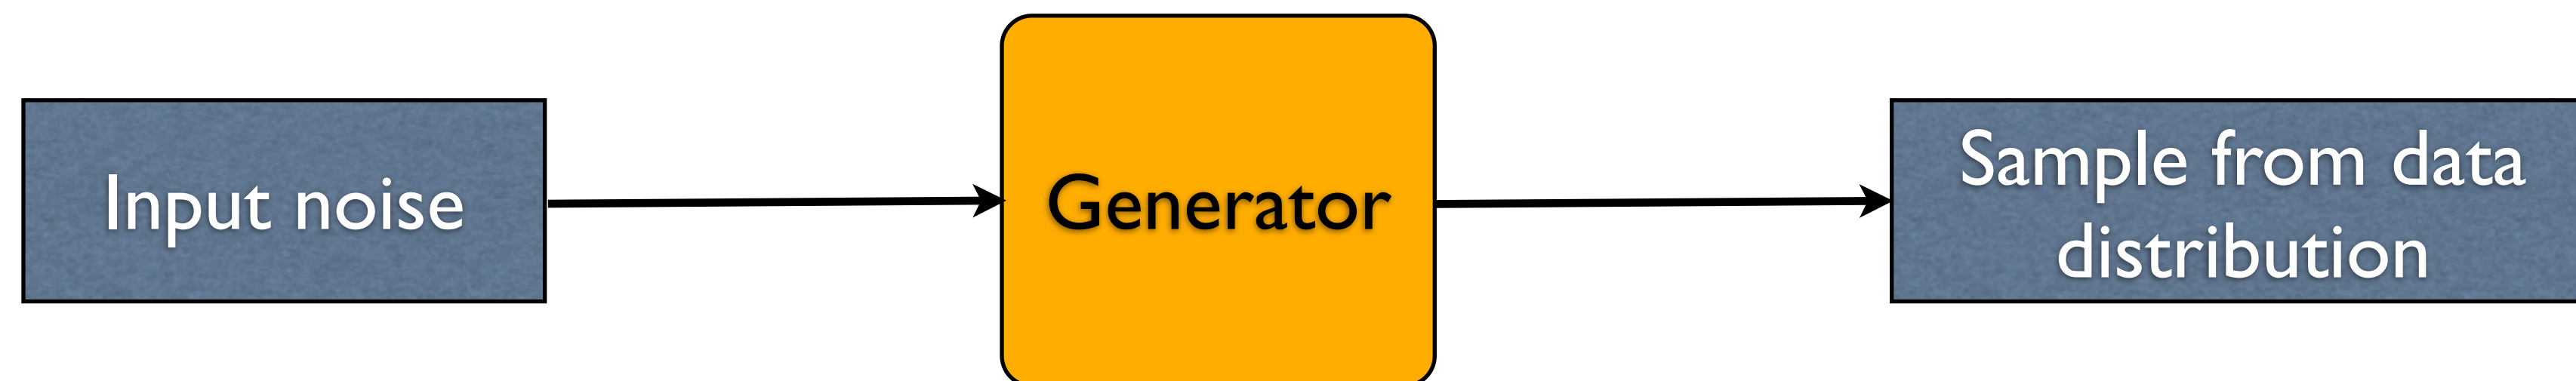 Input noise
Generator
Sample from data
distribution